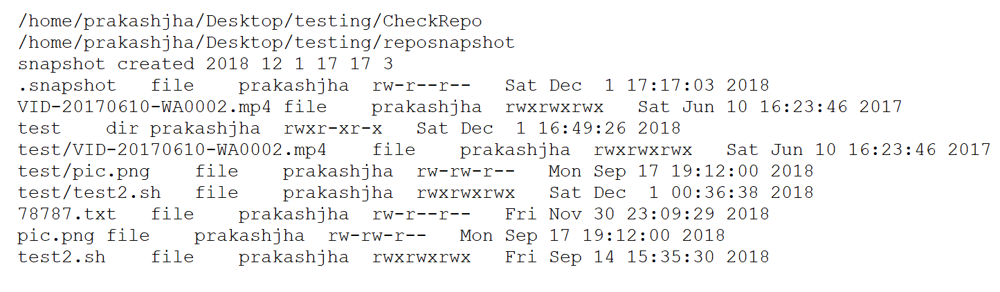 /home/prakashjha/Desktop/testing/CheckRepo
/home/prakashjha/Desktop/testing/reposnapshot
snapshot created 2018 12 1 17 17 3
.snapshot   file    prakashjha  rw-r--r--   Sat Dec  1 17:17:03 2018
VID-20170610-WA0002.mp4 file    prakashjha  rwxrwxrwx   Sat Jun 10 16:23:46 2017
test    dir prakashjha  rwxr-xr-x   Sat Dec  1 16:49:26 2018
test/VID-20170610-WA0002.mp4    file    prakashjha  rwxrwxrwx   Sat Jun 10 16:23:46 2017
test/pic.png    file    prakashjha  rw-rw-r--   Mon Sep 17 19:12:00 2018
test/test2.sh   file    prakashjha  rwxrwxrwx   Sat Dec  1 00:36:38 2018
78787.txt   file    prakashjha  rw-r--r--   Fri Nov 30 23:09:29 2018
pic.png file    prakashjha  rw-rw-r--   Mon Sep 17 19:12:00 2018
test2.sh    file    prakashjha  rwxrwxrwx   Fri Sep 14 15:35:30 2018